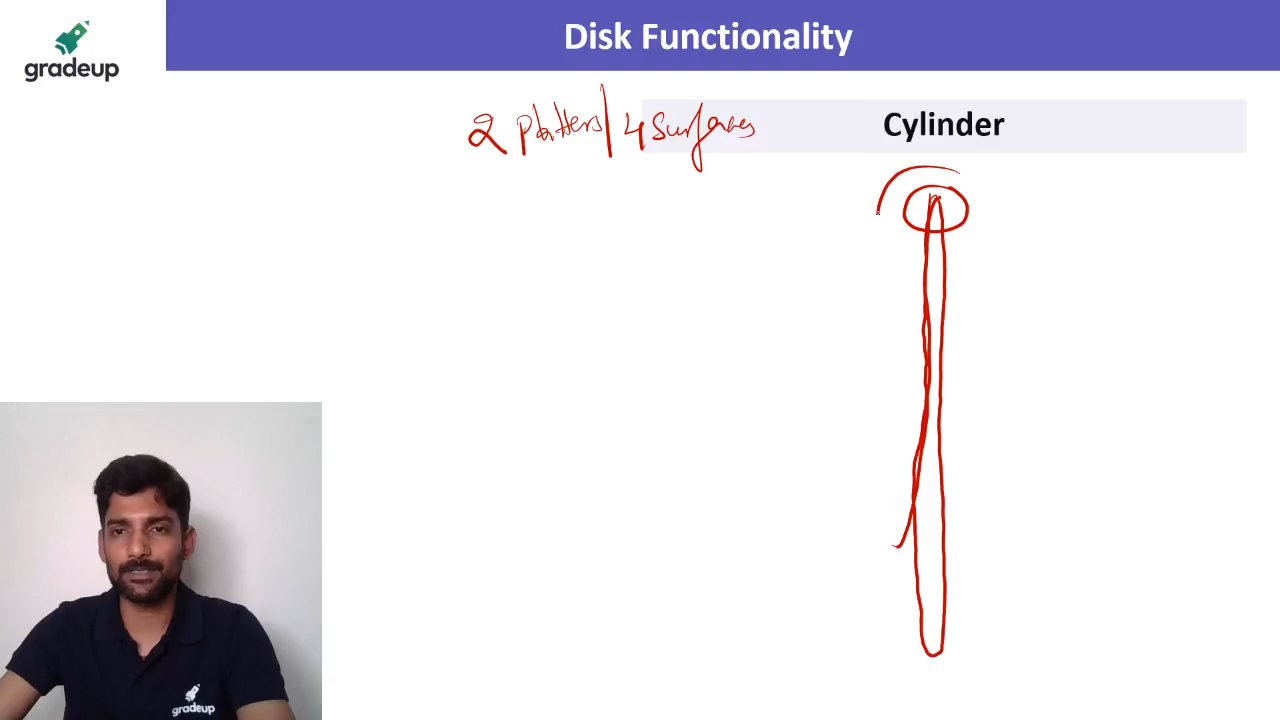 Disk Functionality
gradeup
2 Platters | 4 Surfaces
Cylinder
gradeup